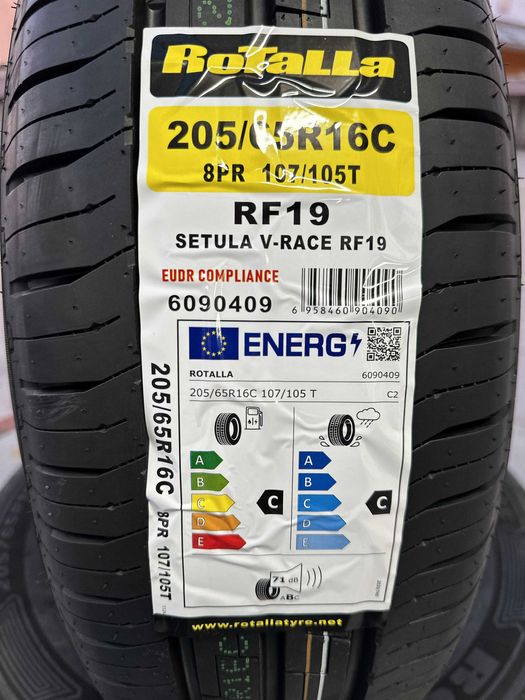 ROTALLA
205/65R16C
8PR 107/105T
RF19
SETULA V-RACE RF19
EUDR COMPLIANCE
6090409
6 958460 904090
ENERG
ROTALLA 6090409
205/65R16C 107/105 T C2
A
B
C
D
E
C
A
B
C
D
E
C
71 dB
ABC
205/65R16C 8PR 107/105T
www.rotallatyre.net